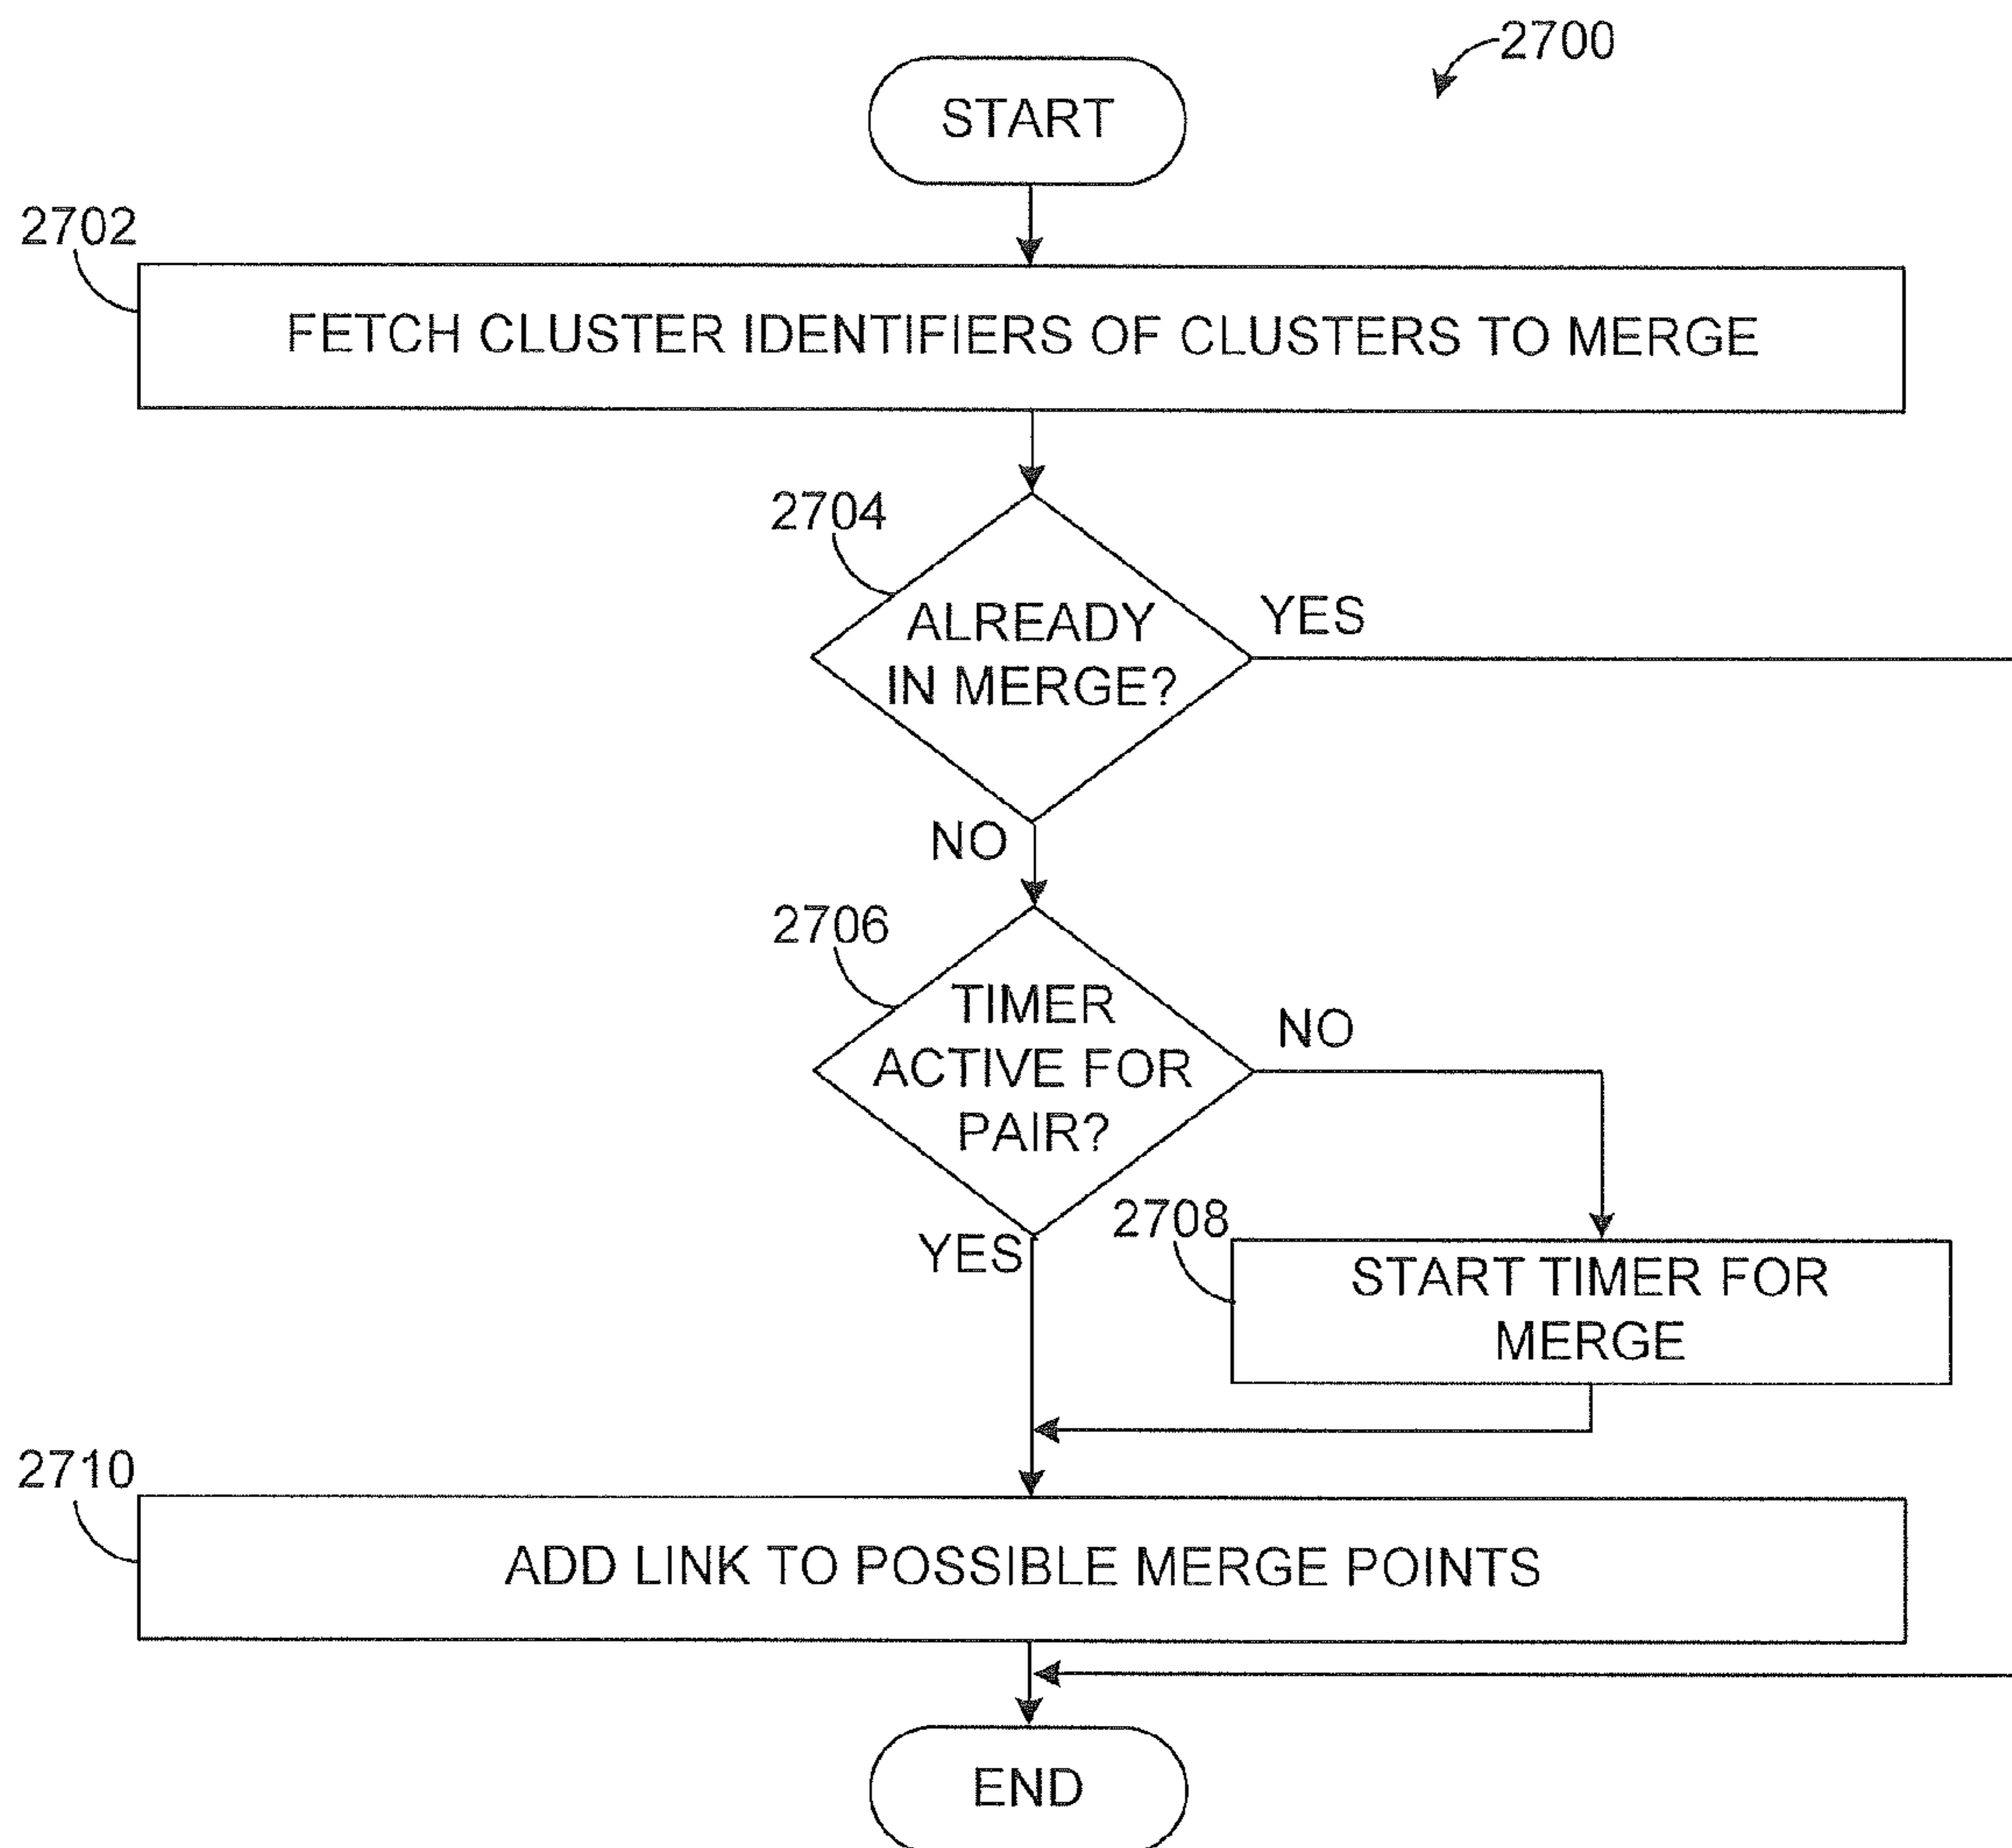 2700
START
2702
FETCH CLUSTER IDENTIFIERS OF CLUSTERS TO MERGE
2704
ALREADY
IN MERGE?
YES
NO
2706
TIMER
ACTIVE FOR
PAIR?
NO
YES
2708
START TIMER FOR
MERGE
2710
ADD LINK TO POSSIBLE MERGE POINTS
END